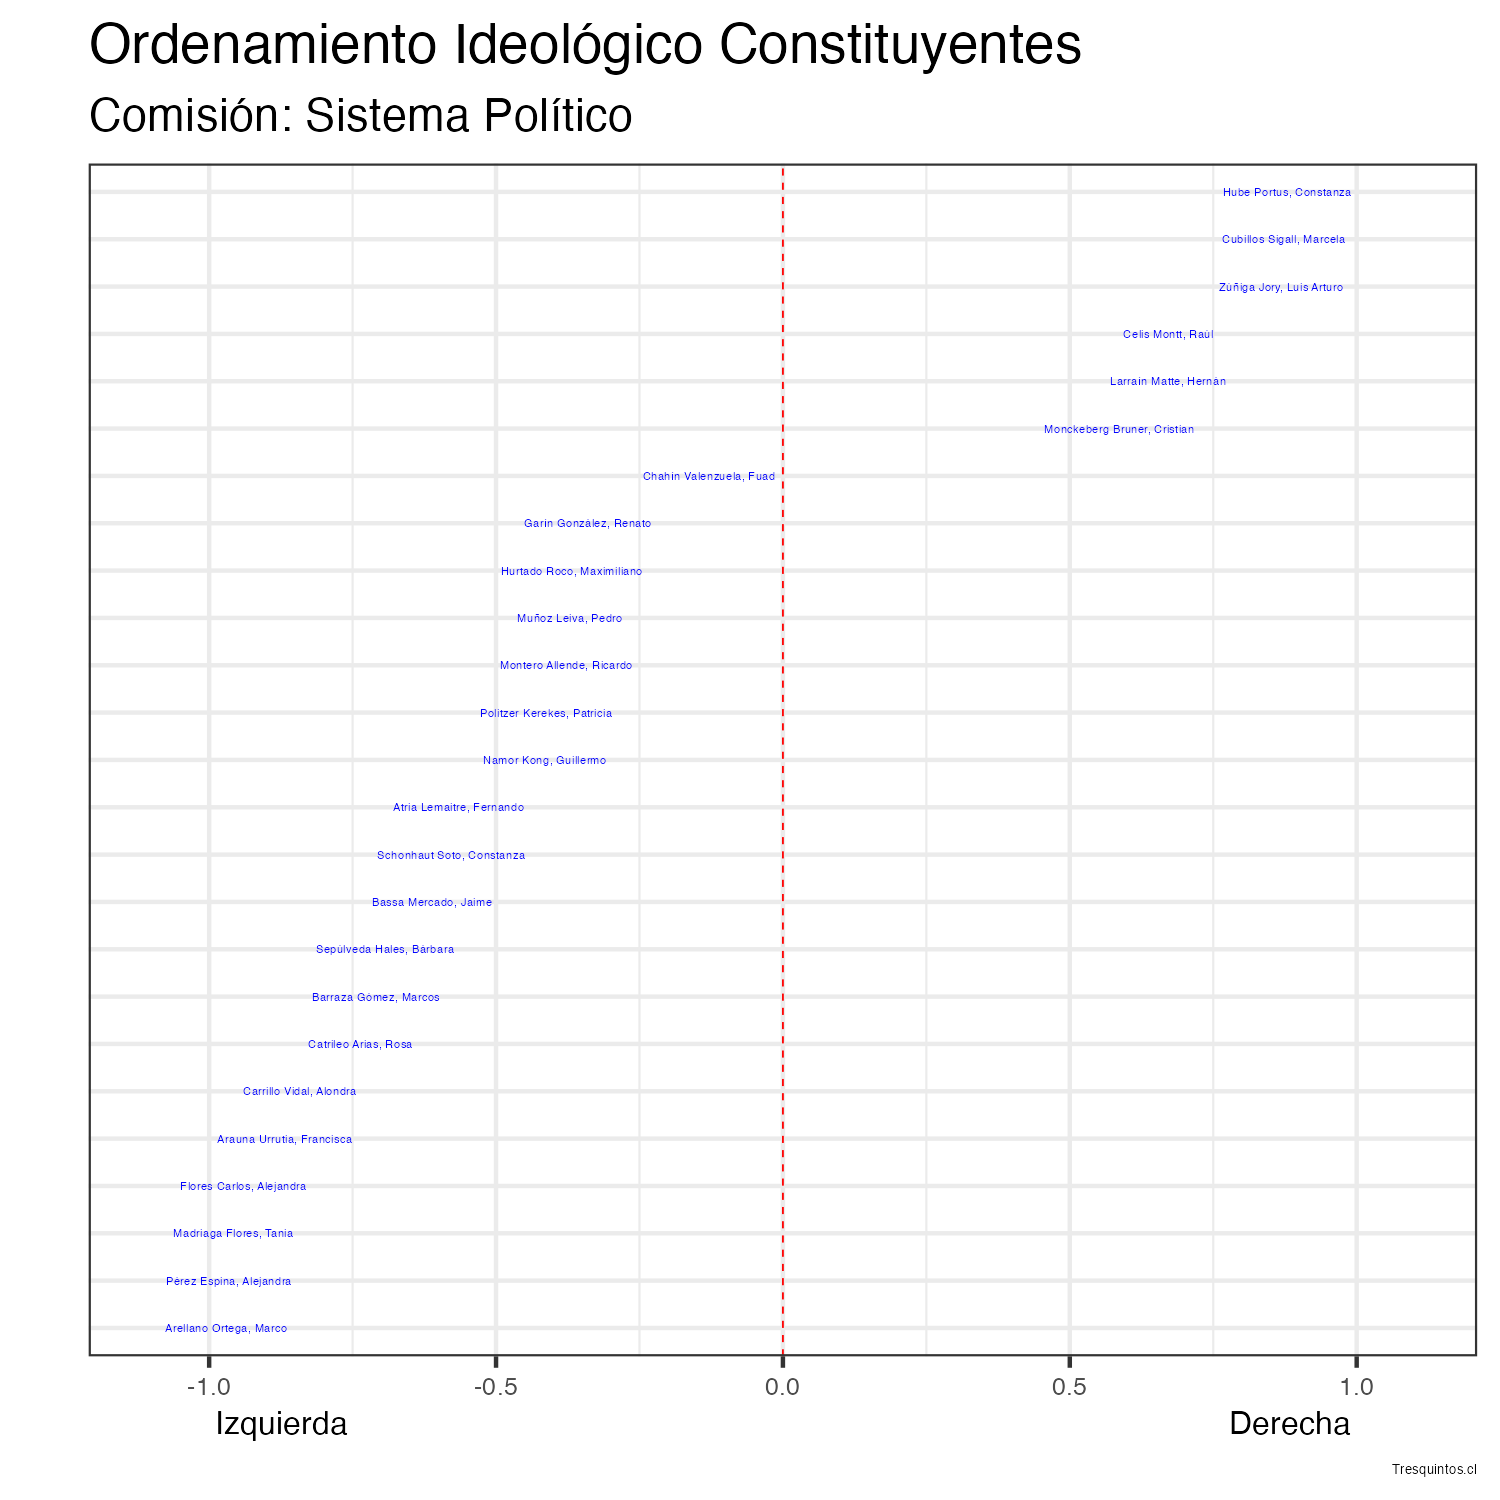 Ordenamiento Ideológico Constituyentes
Comisión: Sistema Político
Hube Portus, Constanza
Cubillos Sigall, Marcela
Zúñiga Jory, Luis Arturo
Celis Montt, Raúl
Larraín Matte, Hernán
Monckeberg Bruner, Cristian
Chahin Valenzuela, Fuad
Garín González, Renato
Hurtado Roco, Maximiliano
Muñoz Leiva, Pedro
Montero Allende, Ricardo
Politzer Kerekes, Patricia
Namor Kong, Guillermo
Atria Lemaitre, Fernando
Schonhaut Soto, Constanza
Bassa Mercado, Jaime
Sepúlveda Hales, Bárbara
Barraza Gómez, Marcos
Catrileo Arias, Rosa
Carrillo Vidal, Alondra
Arauna Urrutia, Francisca
Flores Carlos, Alejandra
Madriaga Flores, Tania
Pérez Espina, Alejandra
Arellano Ortega, Marco
-1.0 -0.5 0.0 0.5 1.0
Izquierda Derecha
Tresquintos.cl